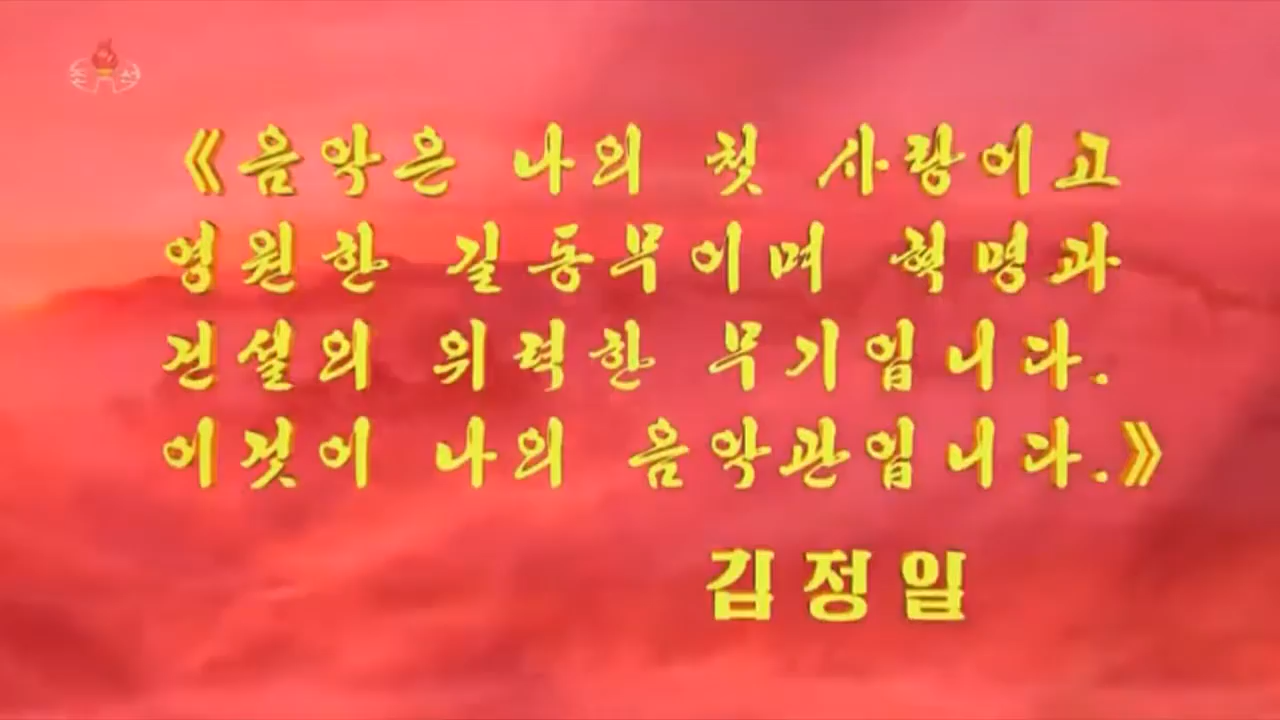 조선
《음악은 나의 첫 사랑이고
영원한 길동무이며 혁명과
건설의 위력한 무기입니다.
이것이 나의 음악관입니다.》
김정일